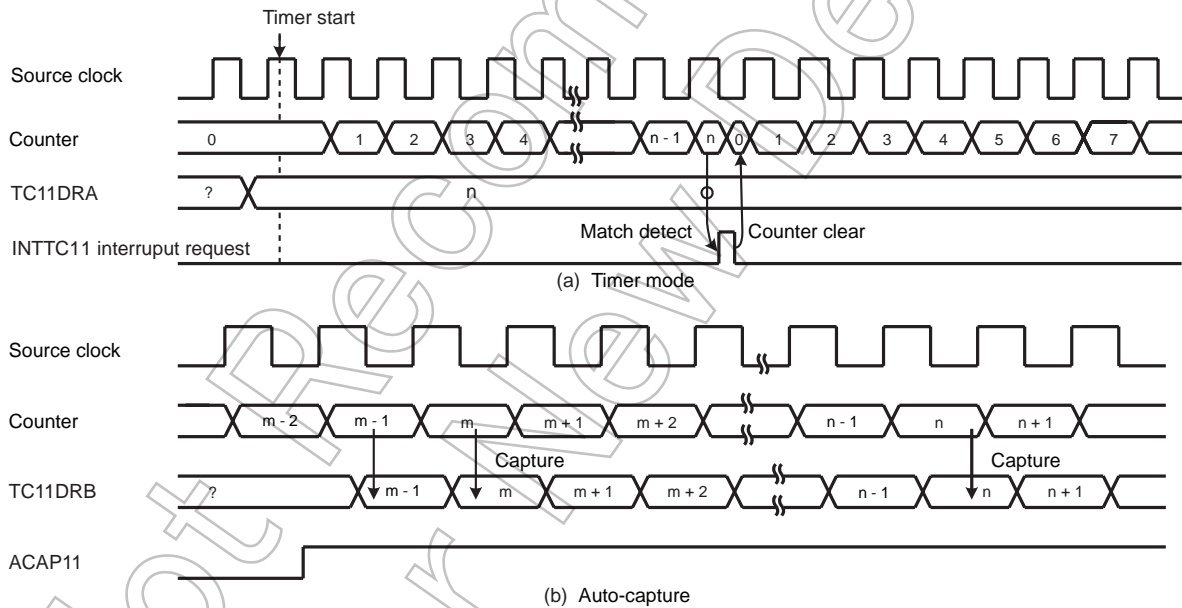 Timer start
Source clock
Counter 0 1 2 3 4 n - 1 n 0 1 2 3 4 5 6 7
TC11DRA ? n
INTTC11 interruput request Match detect Counter clear
(a) Timer mode
Source clock
Counter m - 2 m - 1 m m + 1 m + 2 n - 1 n n + 1
Capture Capture
TC11DRB ? m - 1 m m + 1 m + 2 n - 1 n n + 1
ACAP11
(b) Auto-capture